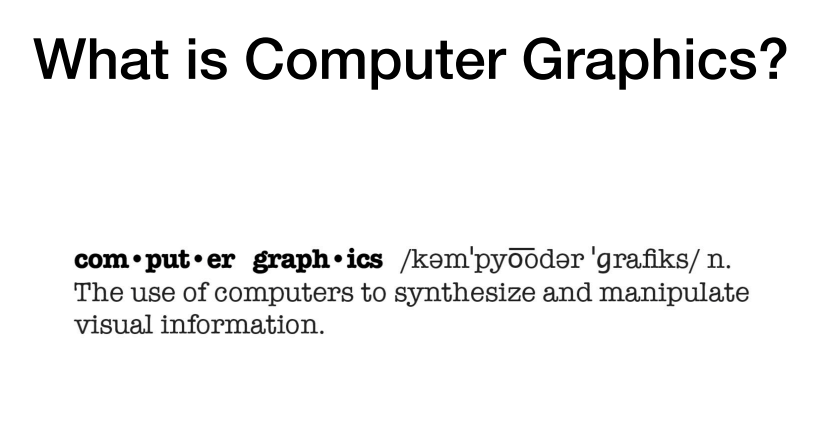 What is Computer Graphics?
com•put•er graph•ics /kəmˈpyo͞odər ˈɡrafiks/ n.
The use of computers to synthesize and manipulate
visual information.